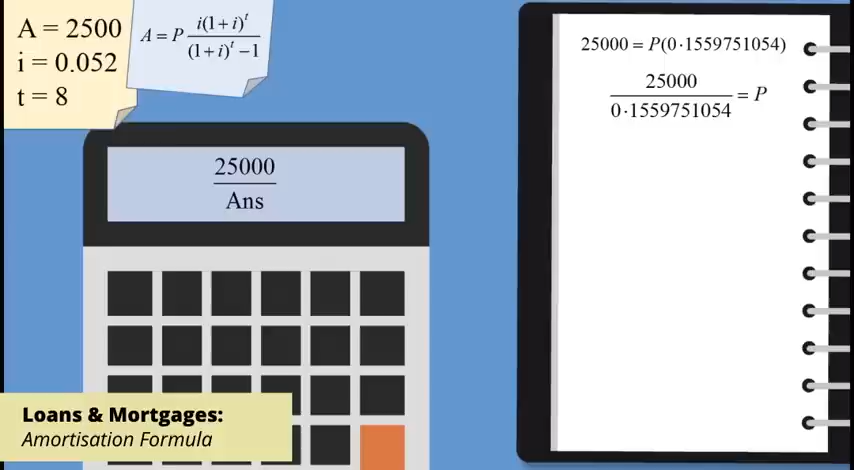 A = 2500
i = 0.052
t = 8
A = P i(1+i)^t / (1+i)^t −1
25000
Ans
25000 = P(0·1559751054)
25000
0·1559751054
= P
Loans & Mortgages:
Amortisation Formula